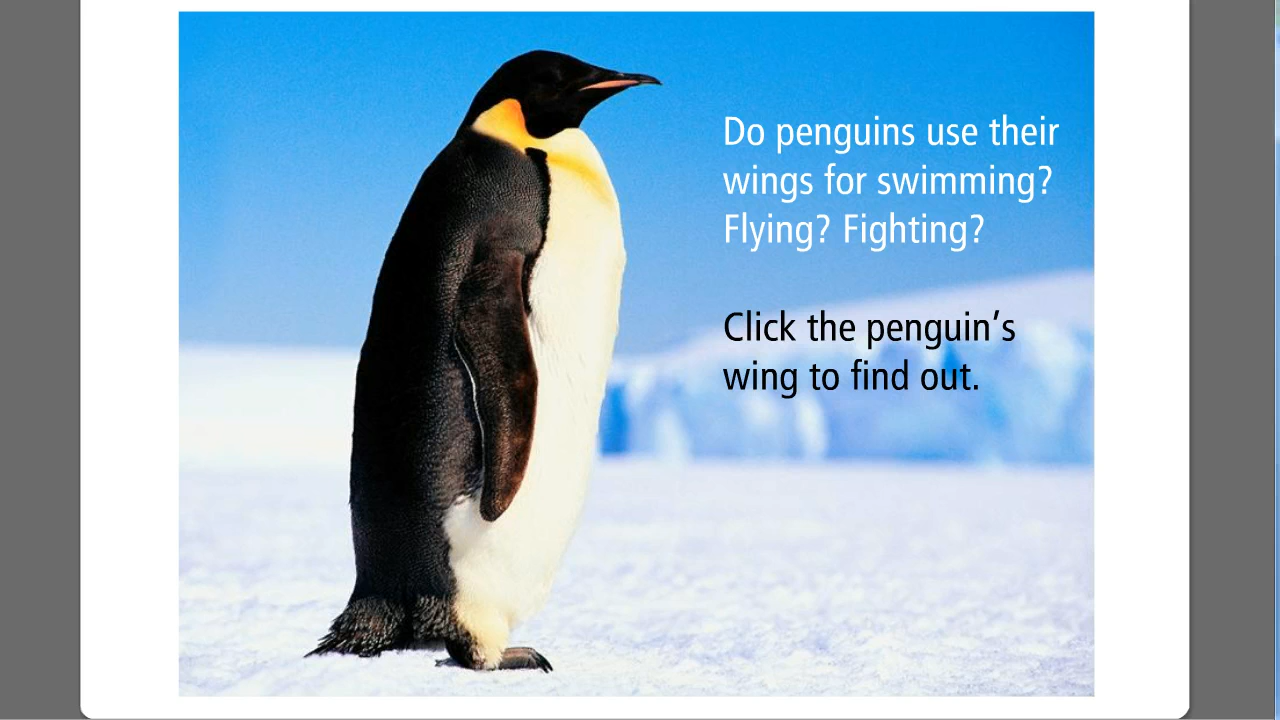 Do penguins use their
wings for swimming?
Flying? Fighting?
Click the penguin’s
wing to find out.